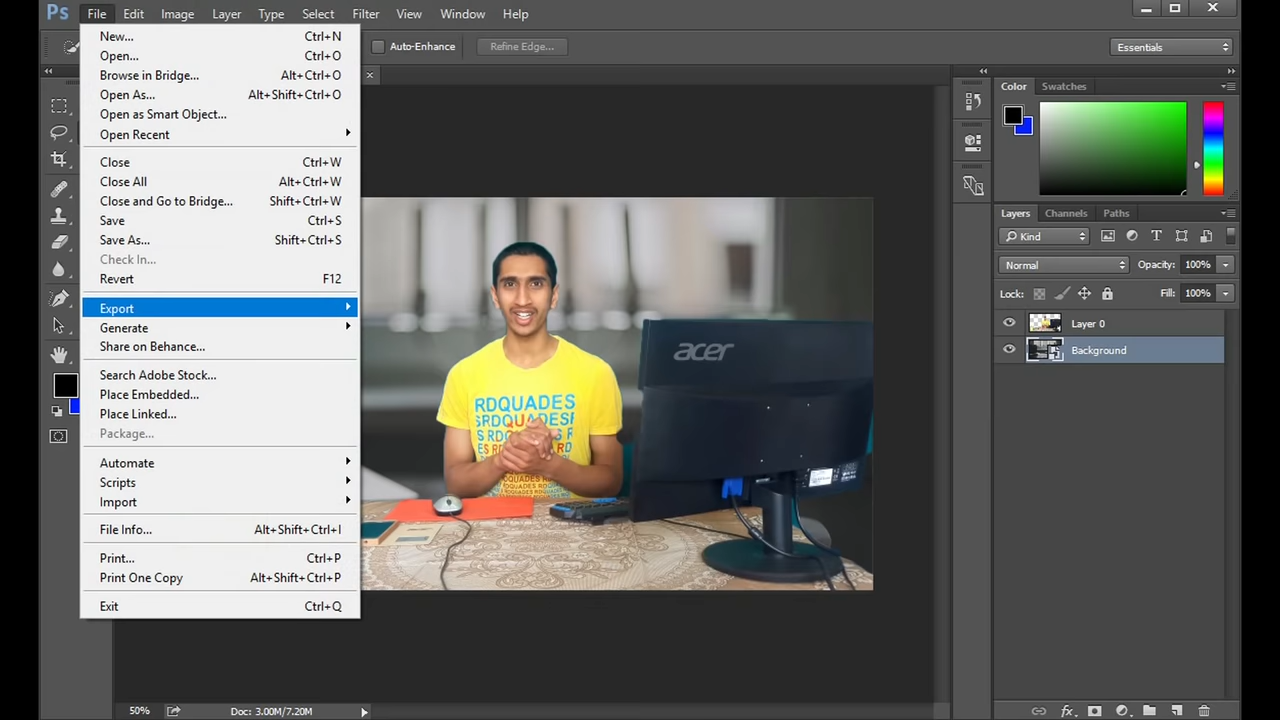 Ps File Edit Image Layer Type Select Filter View Window Help
Auto-Enhance Refine Edge... Essentials
New... Ctrl+N
Open... Ctrl+O
Browse in Bridge... Alt+Ctrl+O
Open As... Alt+Shift+Ctrl+O
Open as Smart Object...
Open Recent
Close Ctrl+W
Close All Alt+Ctrl+W
Close and Go to Bridge... Shift+Ctrl+W
Save Ctrl+S
Save As... Shift+Ctrl+S
Check In...
Revert F12
Export
Generate
Share on Behance...
Search Adobe Stock...
Place Embedded...
Place Linked...
Package...
Automate
Scripts
Import
File Info... Alt+Shift+Ctrl+I
Print... Ctrl+P
Print One Copy Alt+Shift+Ctrl+P
Exit Ctrl+Q
acer
RDQUADES
SRDQUADESI
Color Swatches
Layers Channels Paths
Kind
Normal Opacity: 100%
Lock: Fill: 100%
Layer 0
Background
50% Doc: 3.00M/7.20M